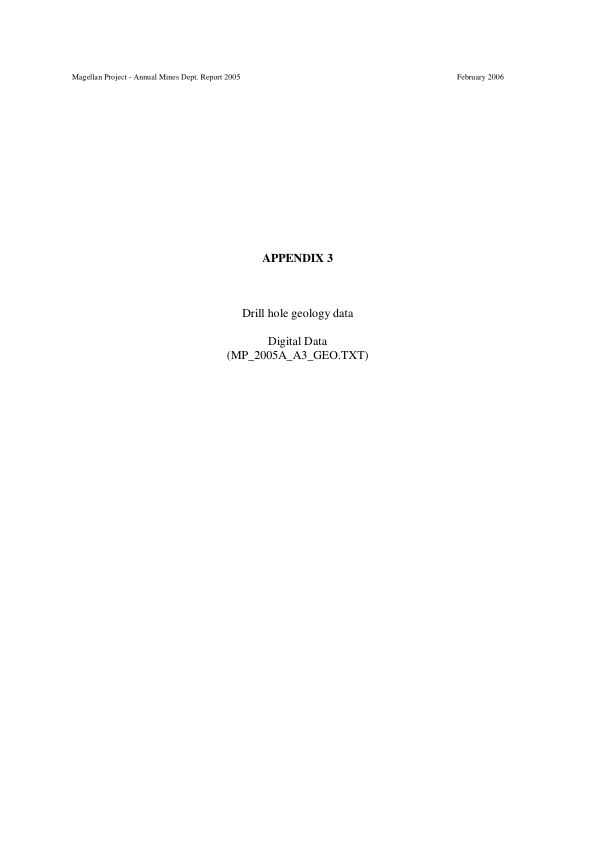 Magellan Project - Annual Mines Dept. Report 2005 February 2006
APPENDIX 3
Drill hole geology data
Digital Data
(MP_2005A_A3_GEO.TXT)